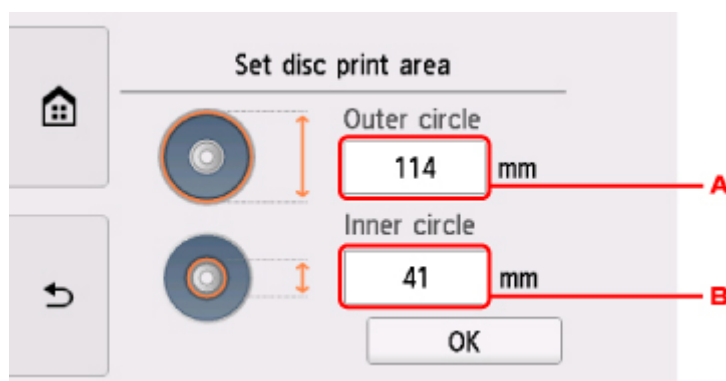 Set disc print area
Outer circle
114 mm
A
Inner circle
41 mm
B
OK